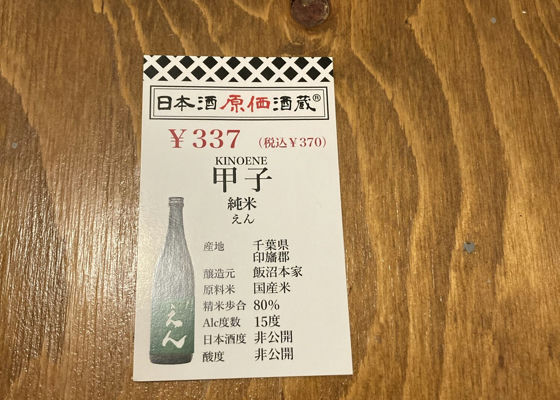 日本酒原価酒蔵®
￥337 （税込￥370）
KINOENE
甲子
純米
えん
産地 千葉県
印旛郡
醸造元 飯沼本家
原料米 国産米
精米歩合 80%
Alc度数 15度
日本酒度 非公開
酸度 非公開
えん